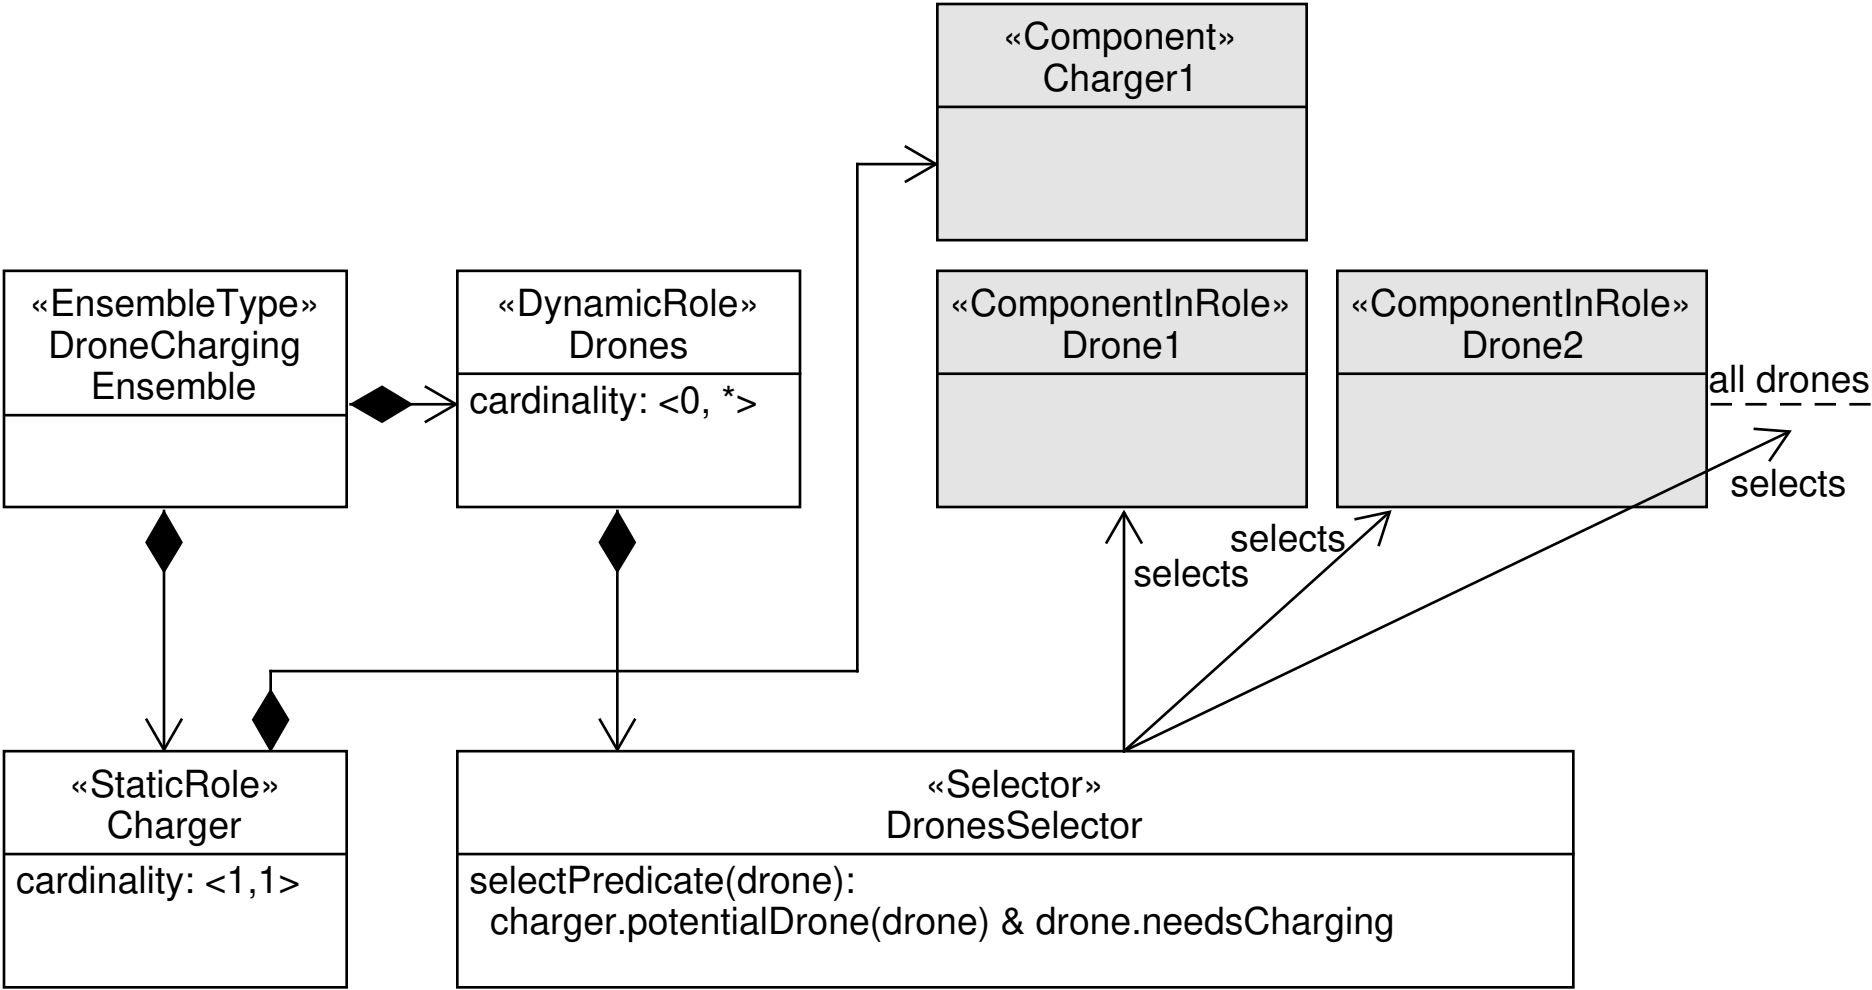 «Component»
Charger1
«EnsembleType»
DroneCharging
Ensemble
«DynamicRole»
Drones
cardinality: <0, *>
«ComponentInRole»
Drone1
«ComponentInRole»
Drone2
all drones
selects
selects
selects
«StaticRole»
Charger
cardinality: <1,1>
«Selector»
DronesSelector
selectPredicate(drone):
charger.potentialDrone(drone) & drone.needsCharging